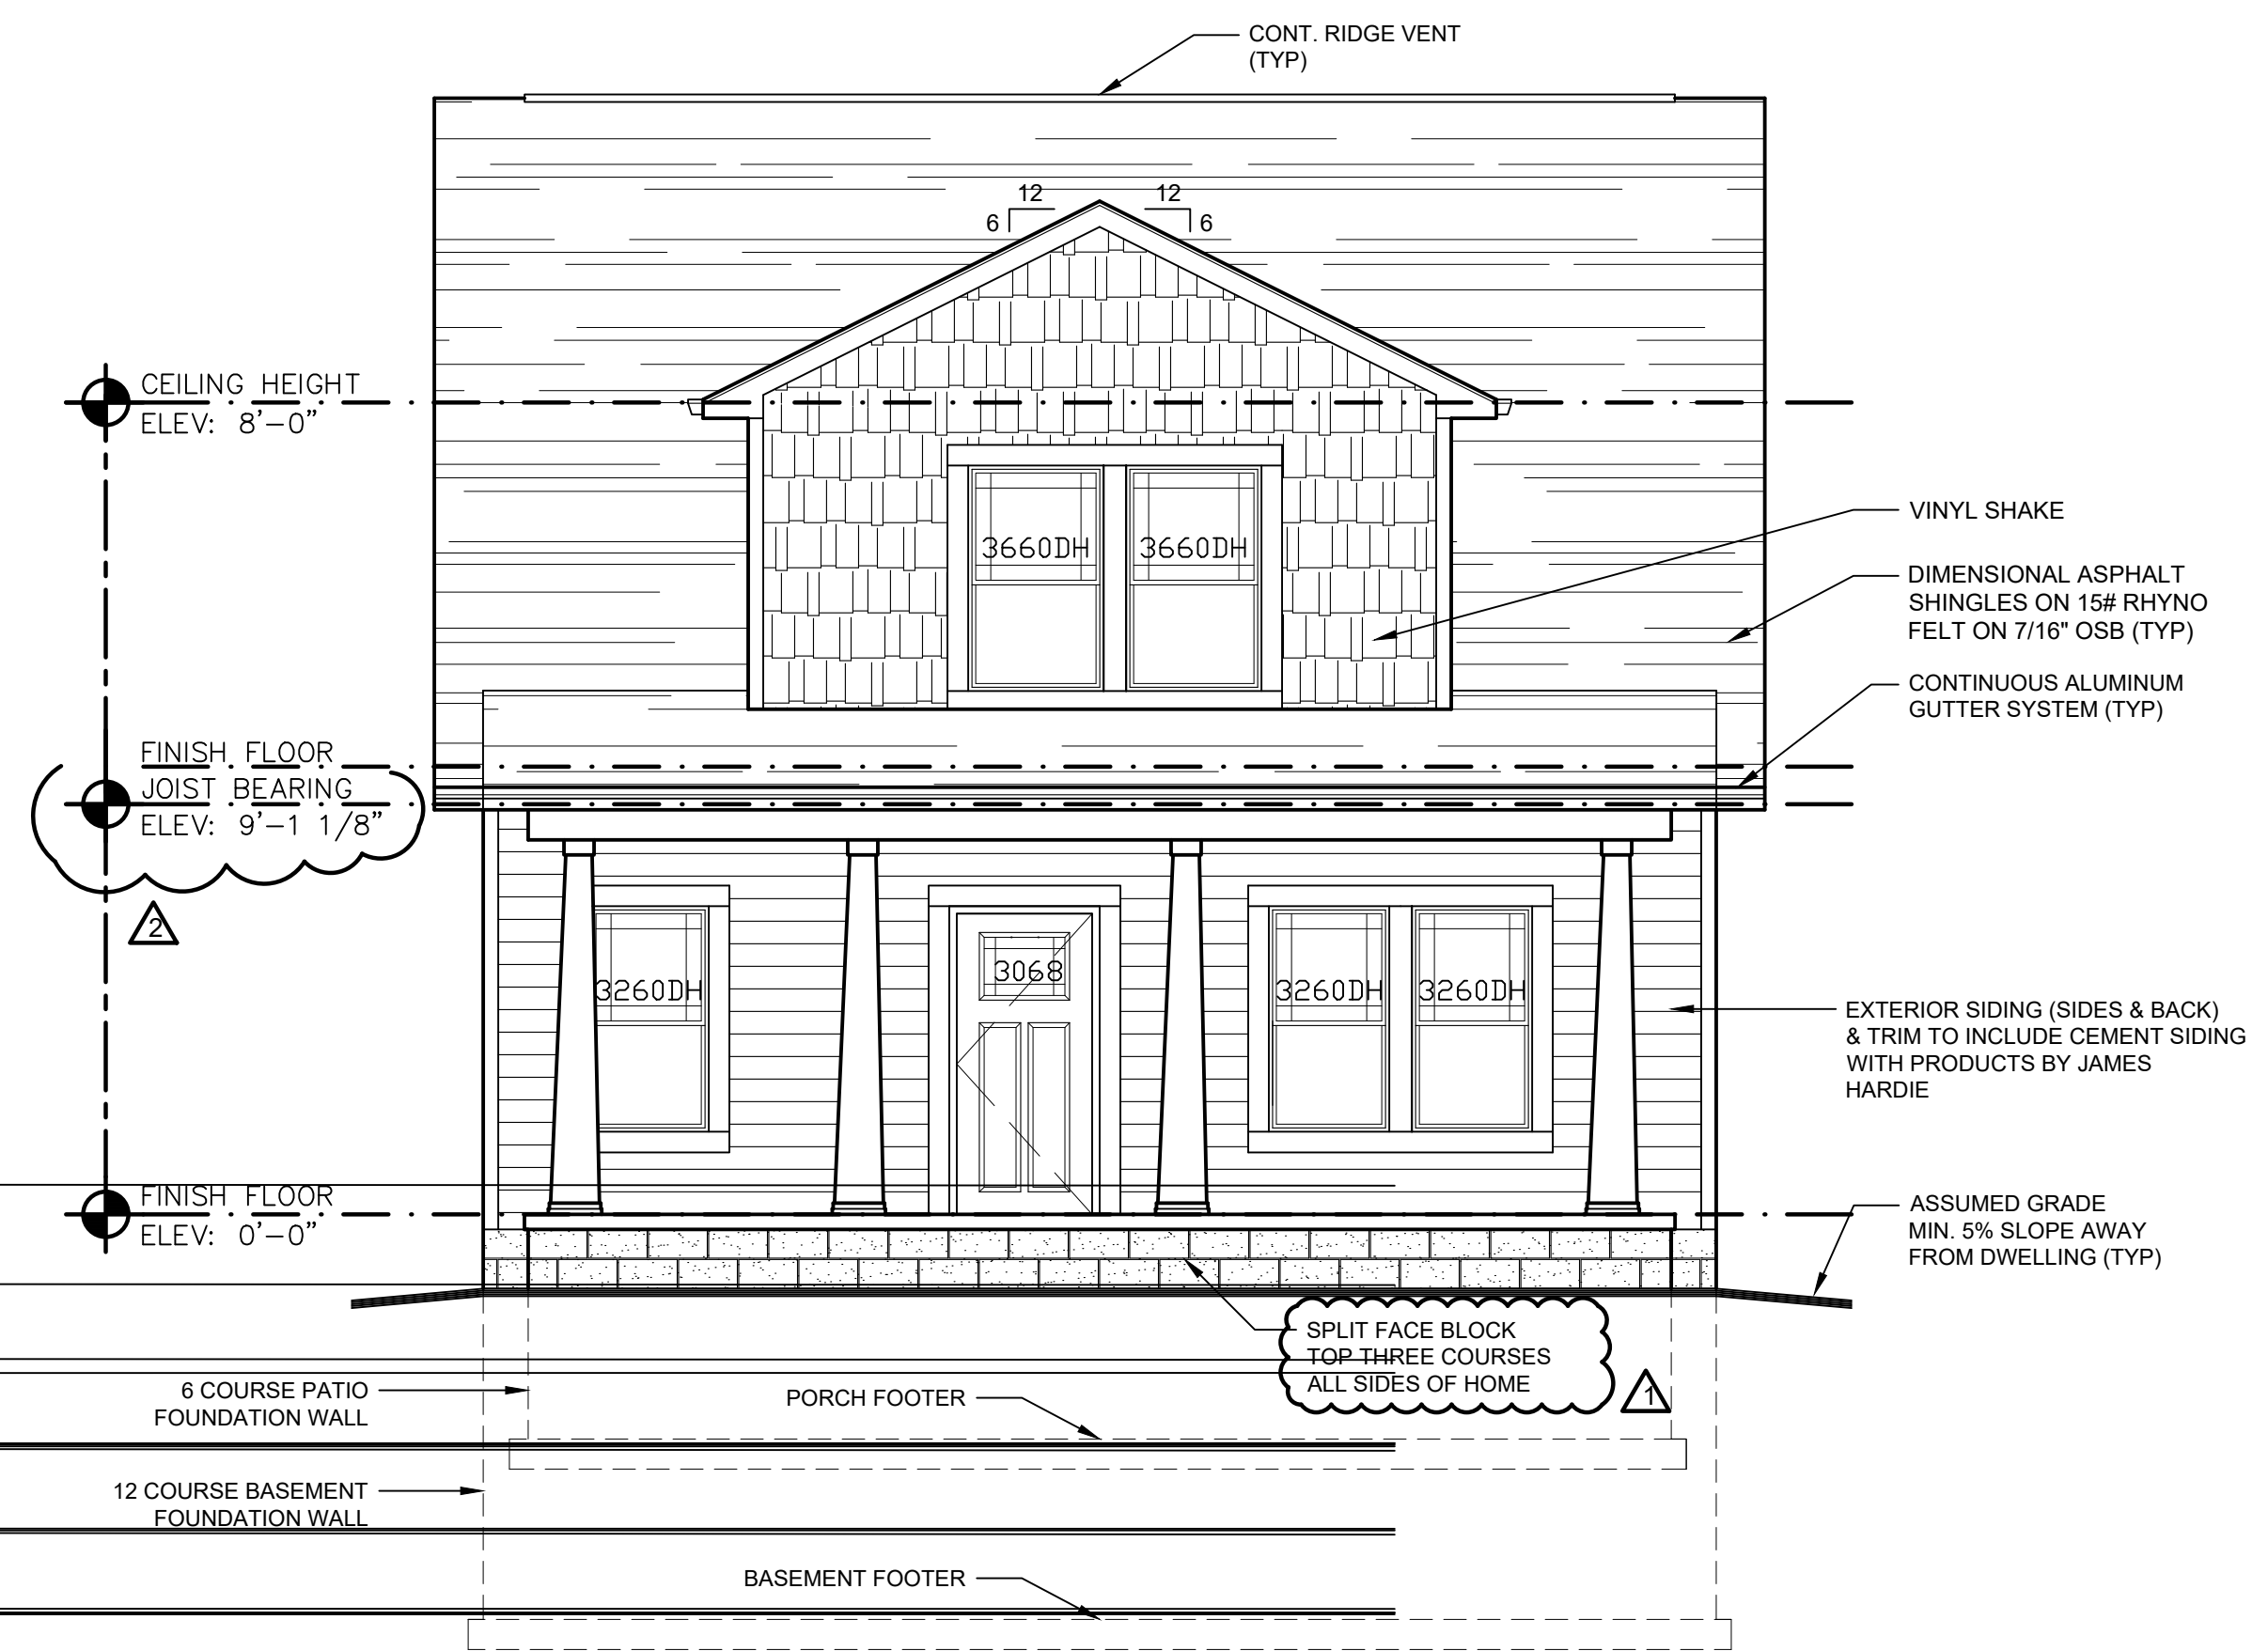 CONT. RIDGE VENT
(TYP)
12
12
6
6
CEILING HEIGHT
ELEV: 8'-0"
VINYL SHAKE
3660DH
3660DH
DIMENSIONAL ASPHALT
SHINGLES ON 15# RHYNO
FELT ON 7/16" OSB (TYP)
CONTINUOUS ALUMINUM
GUTTER SYSTEM (TYP)
FINISH FLOOR
JOIST BEARING
ELEV: 9'-1 1/8"
2
3068
3260DH
3260DH
3260DH
EXTERIOR SIDING (SIDES & BACK)
& TRIM TO INCLUDE CEMENT SIDING
WITH PRODUCTS BY JAMES
HARDIE
FINISH FLOOR
ELEV: 0'-0"
ASSUMED GRADE
MIN. 5% SLOPE AWAY
FROM DWELLING (TYP)
SPLIT FACE BLOCK
TOP THREE COURSES
ALL SIDES OF HOME
1
6 COURSE PATIO
FOUNDATION WALL
PORCH FOOTER
12 COURSE BASEMENT
FOUNDATION WALL
BASEMENT FOOTER